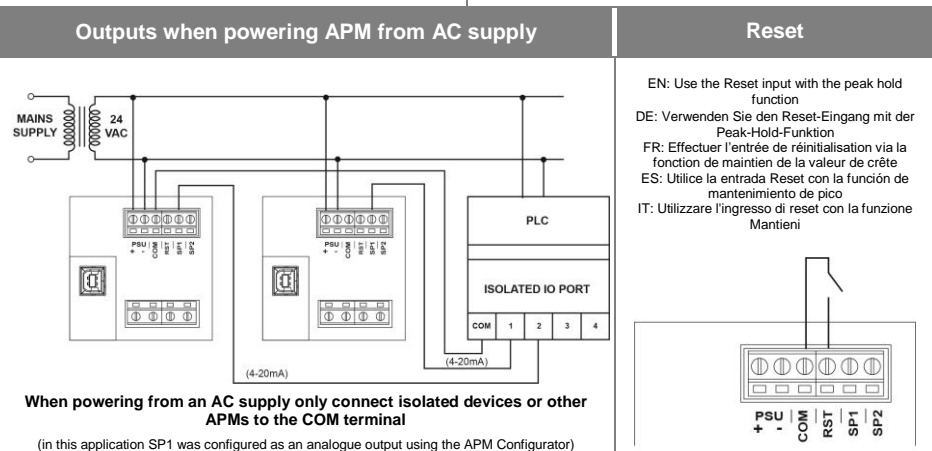 Outputs when powering APM from AC supply
MAINS
SUPPLY
24
VAC
PSU
+ -
COM
RST
SP1
SP2
PSU
+ -
COM
RST
SP1
SP2
PLC
ISOLATED IO PORT
COM 1 2 3 4
(4-20mA)
(4-20mA)
When powering from an AC supply only connect isolated devices or other
APMs to the COM terminal
(in this application SP1 was configured as an analogue output using the APM Configurator)
Reset
EN: Use the Reset input with the peak hold
function
DE: Verwenden Sie den Reset-Eingang mit der
Peak-Hold-Funktion
FR: Effectuer l'entrée de réinitialisation via la
fonction de maintien de la valeur de crête
ES: Utilice la entrada Reset con la función de
mantenimiento de pico
IT: Utilizzare l'ingresso di reset con la funzione
Mantieni
PSU
+ -
COM
RST
SP1
SP2